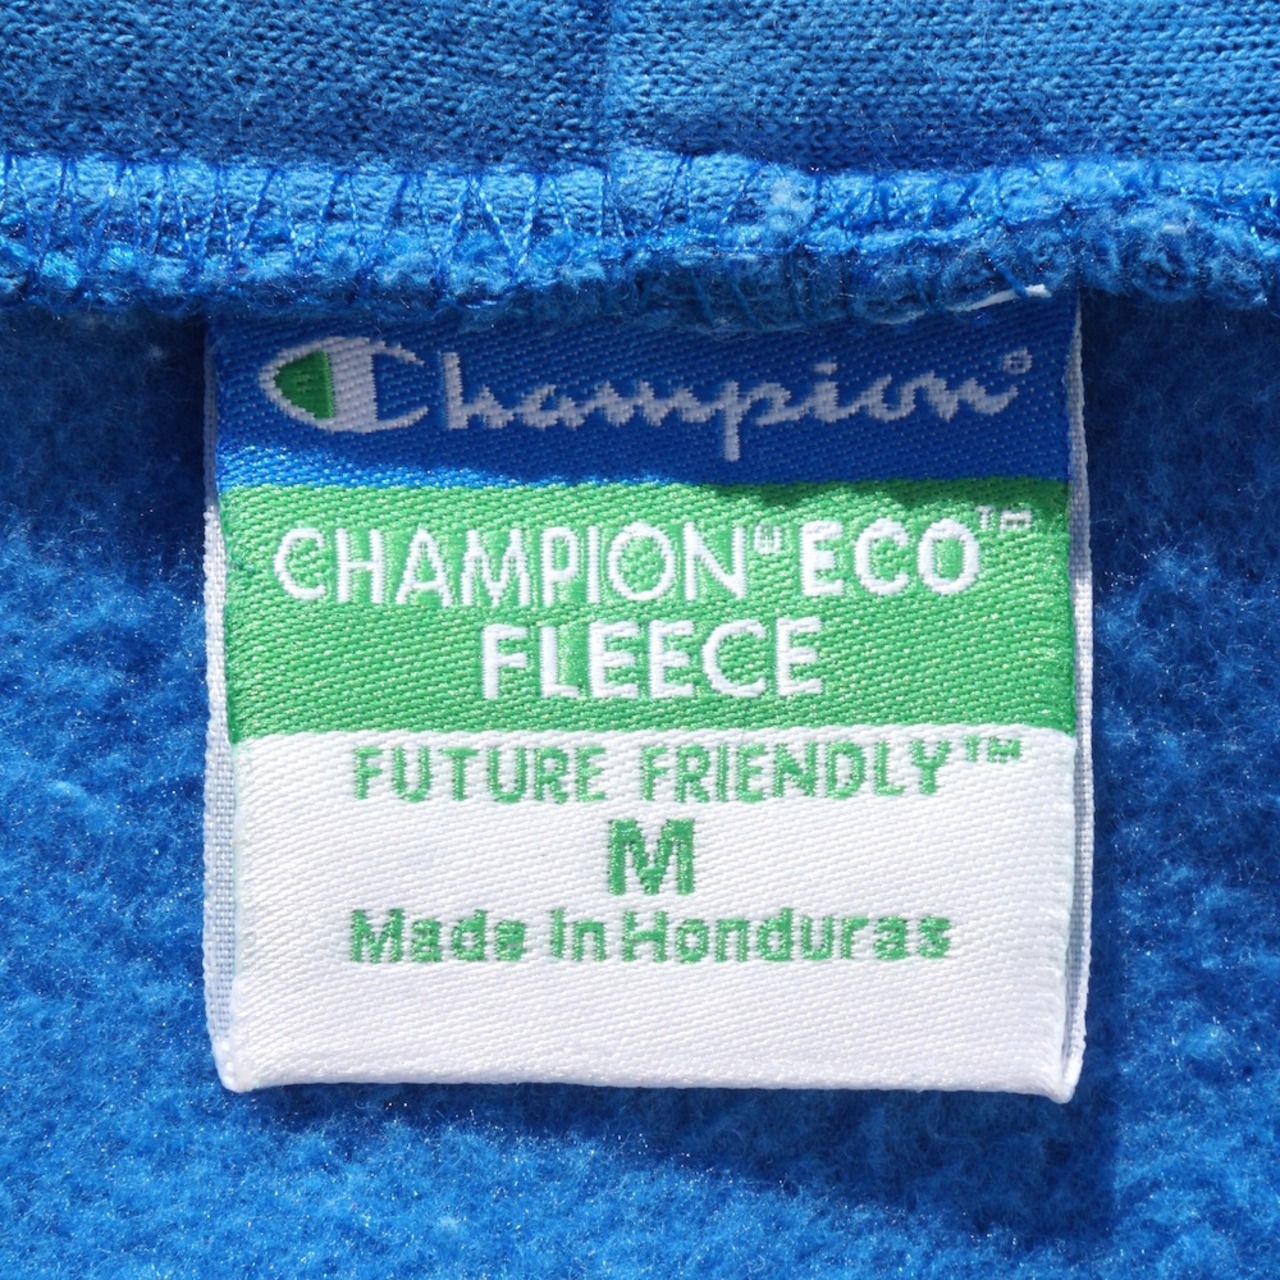 Champion®
CHAMPION® ECO™
FLEECE
FUTURE FRIENDLY™
M
Made in Honduras